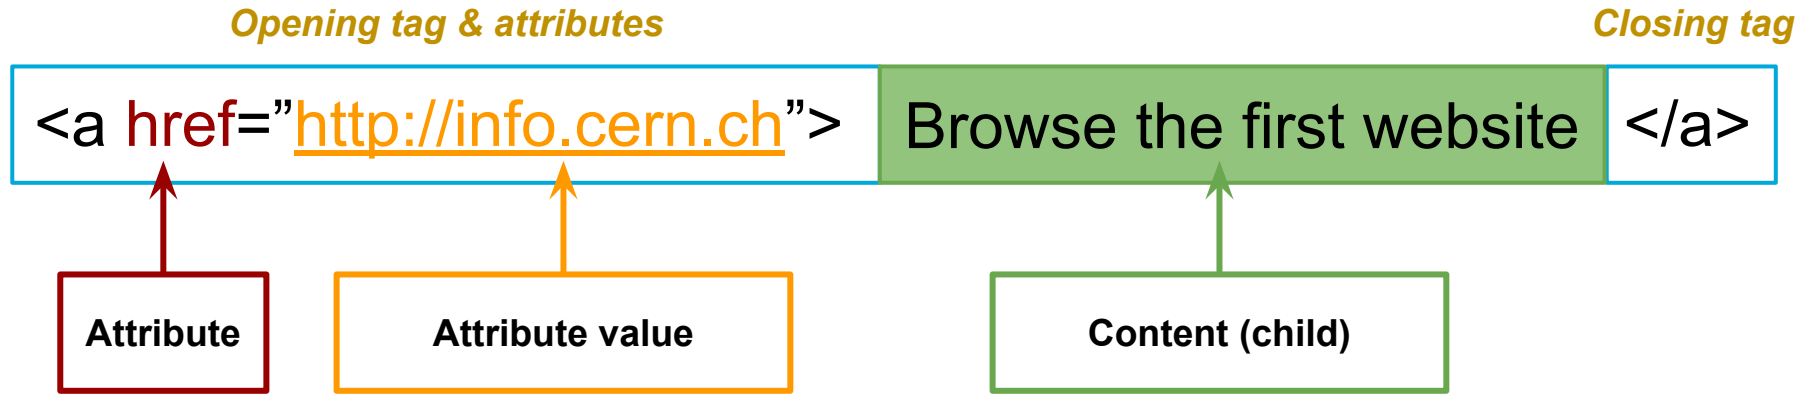 Opening tag & attributes Closing tag
<a href=”http://info.cern.ch”> Browse the first website </a>
Attribute Attribute value Content (child)